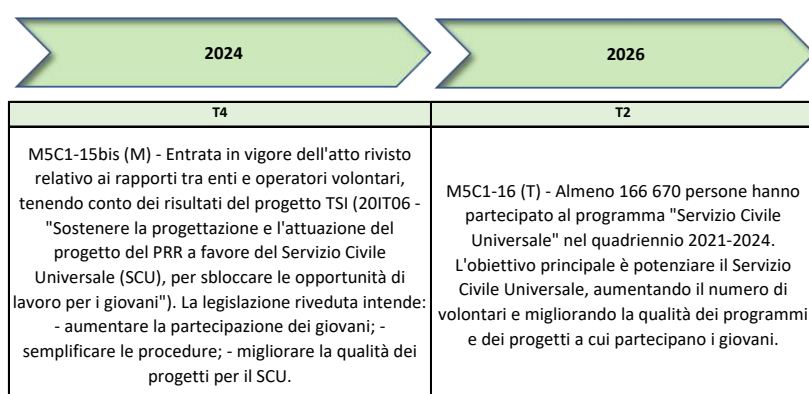 2024
2026
T4
T2
M5C1-15bis (M) - Entrata in vigore dell'atto rivisto
relativo ai rapporti tra enti e operatori volontari,
tenendo conto dei risultati del progetto TSI (20IT06 -
"Sostenere la progettazione e l'attuazione del
progetto del PRR a favore del Servizio Civile
Universale (SCU), per sbloccare le opportunità di
lavoro per i giovani"). La legislazione riveduta intende:
- aumentare la partecipazione dei giovani; -
semplificare le procedure; - migliorare la qualità dei
progetti per il SCU.
M5C1-16 (T) - Almeno 166 670 persone hanno
partecipato al programma "Servizio Civile
Universale" nel quadriennio 2021-2024.
L'obiettivo principale è potenziare il Servizio
Civile Universale, aumentando il numero di
volontari e migliorando la qualità dei programmi
e dei progetti a cui partecipano i giovani.